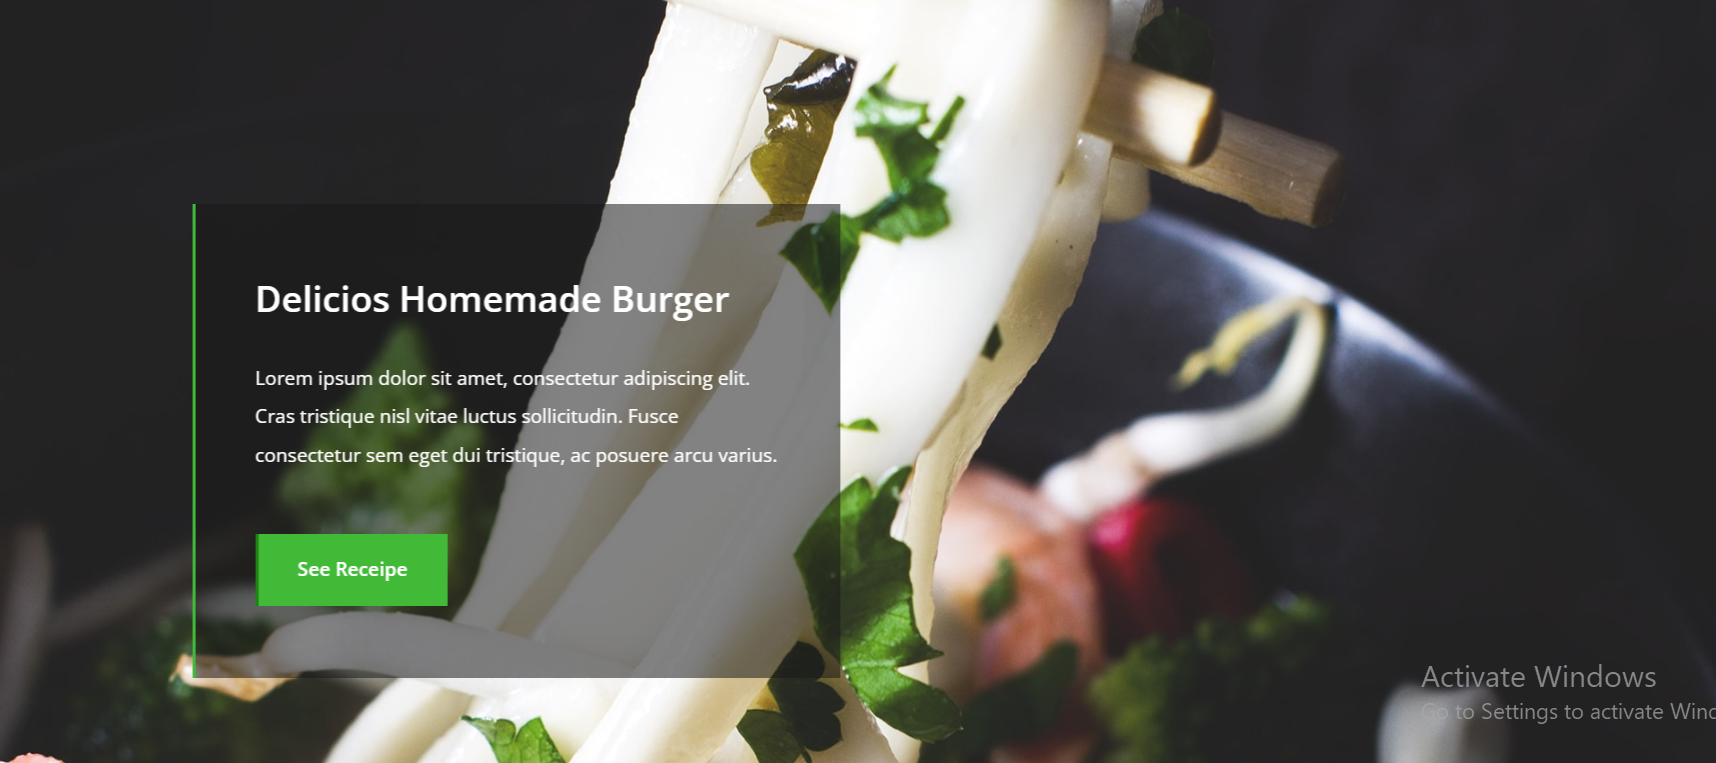 Delicios Homemade Burger
Lorem ipsum dolor sit amet, consectetur adipiscing elit.
Cras tristique nisl vitae luctus sollicitudin. Fusce
consectetur sem eget dui tristique, ac posuere arcu varius.
See Receipe
Activate Windows
Go to Settings to activate Wind